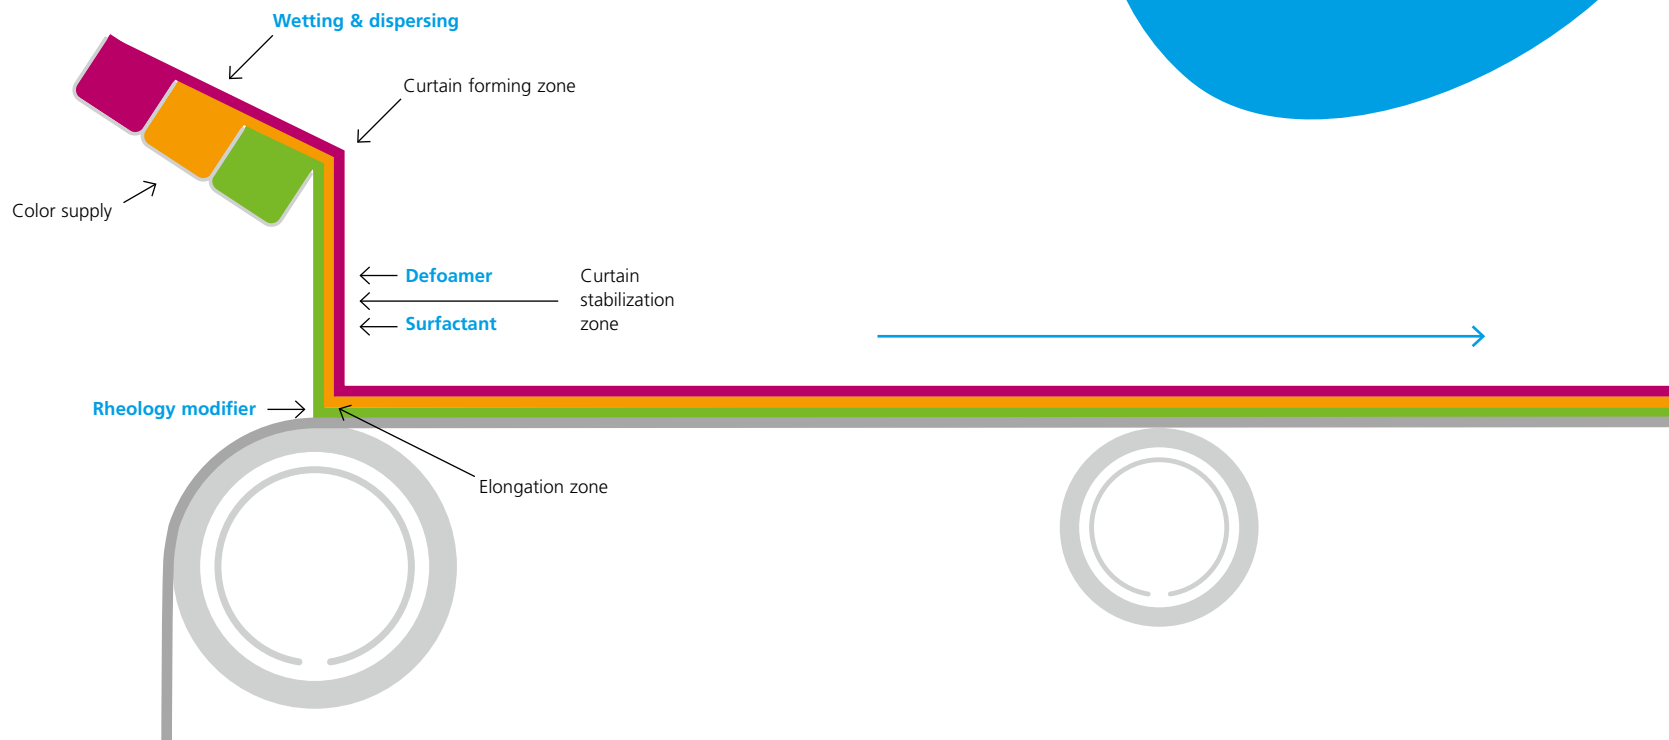 Wetting & dispersing
Curtain forming zone
Color supply
Defoamer
Curtain
stabilization
zone
Surfactant
Rheology modifier
Elongation zone